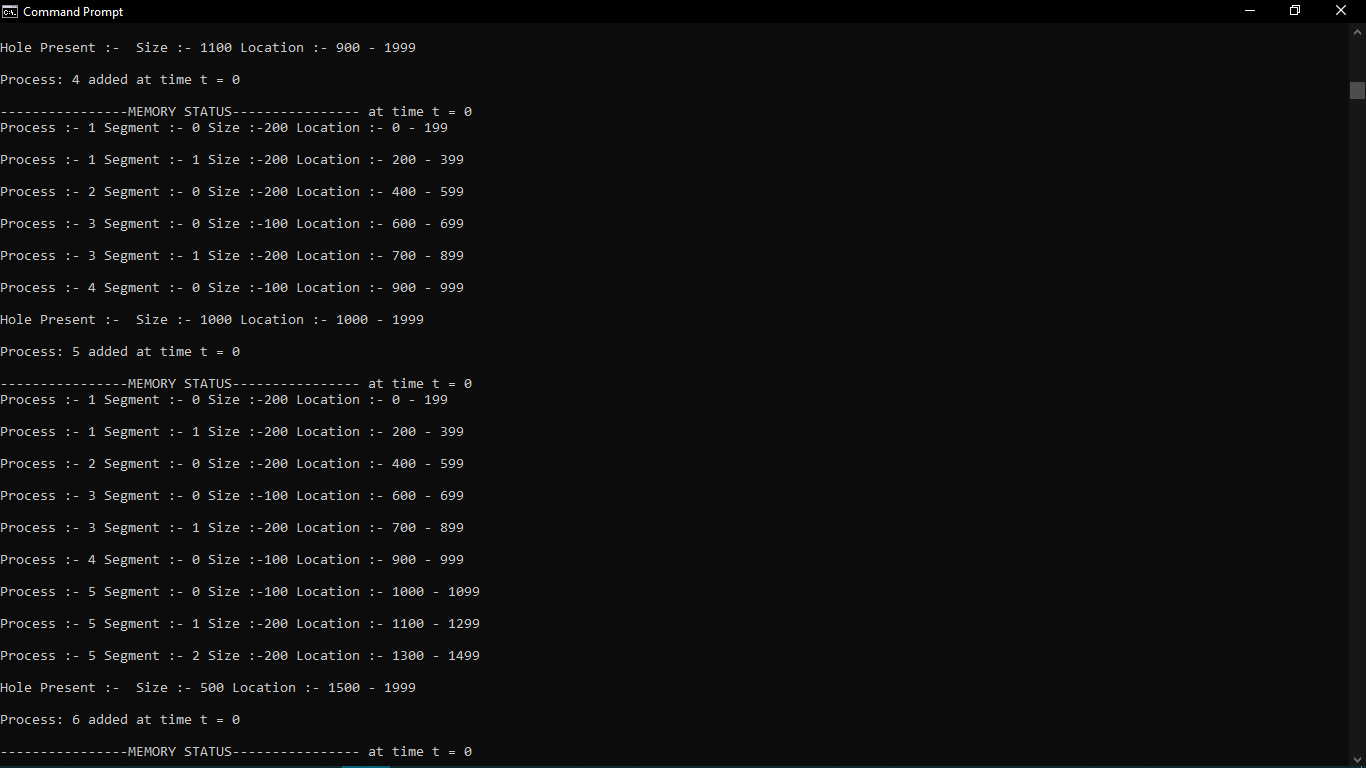 Command Prompt
Hole Present :-  Size :- 1100 Location :- 900 - 1999
Process: 4 added at time t = 0
----------------MEMORY STATUS---------------- at time t = 0
Process :- 1 Segment :- 0 Size :-200 Location :- 0 - 199
Process :- 1 Segment :- 1 Size :-200 Location :- 200 - 399
Process :- 2 Segment :- 0 Size :-200 Location :- 400 - 599
Process :- 3 Segment :- 0 Size :-100 Location :- 600 - 699
Process :- 3 Segment :- 1 Size :-200 Location :- 700 - 899
Process :- 4 Segment :- 0 Size :-100 Location :- 900 - 999
Hole Present :-  Size :- 1000 Location :- 1000 - 1999
Process: 5 added at time t = 0
----------------MEMORY STATUS---------------- at time t = 0
Process :- 1 Segment :- 0 Size :-200 Location :- 0 - 199
Process :- 1 Segment :- 1 Size :-200 Location :- 200 - 399
Process :- 2 Segment :- 0 Size :-200 Location :- 400 - 599
Process :- 3 Segment :- 0 Size :-100 Location :- 600 - 699
Process :- 3 Segment :- 1 Size :-200 Location :- 700 - 899
Process :- 4 Segment :- 0 Size :-100 Location :- 900 - 999
Process :- 5 Segment :- 0 Size :-100 Location :- 1000 - 1099
Process :- 5 Segment :- 1 Size :-200 Location :- 1100 - 1299
Process :- 5 Segment :- 2 Size :-200 Location :- 1300 - 1499
Hole Present :-  Size :- 500 Location :- 1500 - 1999
Process: 6 added at time t = 0
----------------MEMORY STATUS---------------- at time t = 0